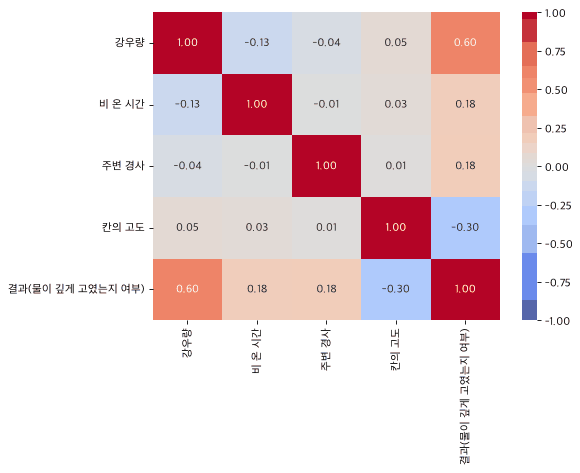 강우량 1.00 -0.13 -0.04 0.05 0.60
비 온 시간 -0.13 1.00 -0.01 0.03 0.18
주변 경사 -0.04 -0.01 1.00 0.01 0.18
칸의 고도 0.05 0.03 0.01 1.00 -0.30
결과(물이 깊게 고였는지 여부) 0.60 0.18 0.18 -0.30 1.00
강우량
비 온 시간
주변 경사
칸의 고도
결과(물이 깊게 고였는지 여부)
1.00
0.75
0.50
0.25
0.00
-0.25
-0.50
-0.75
-1.00